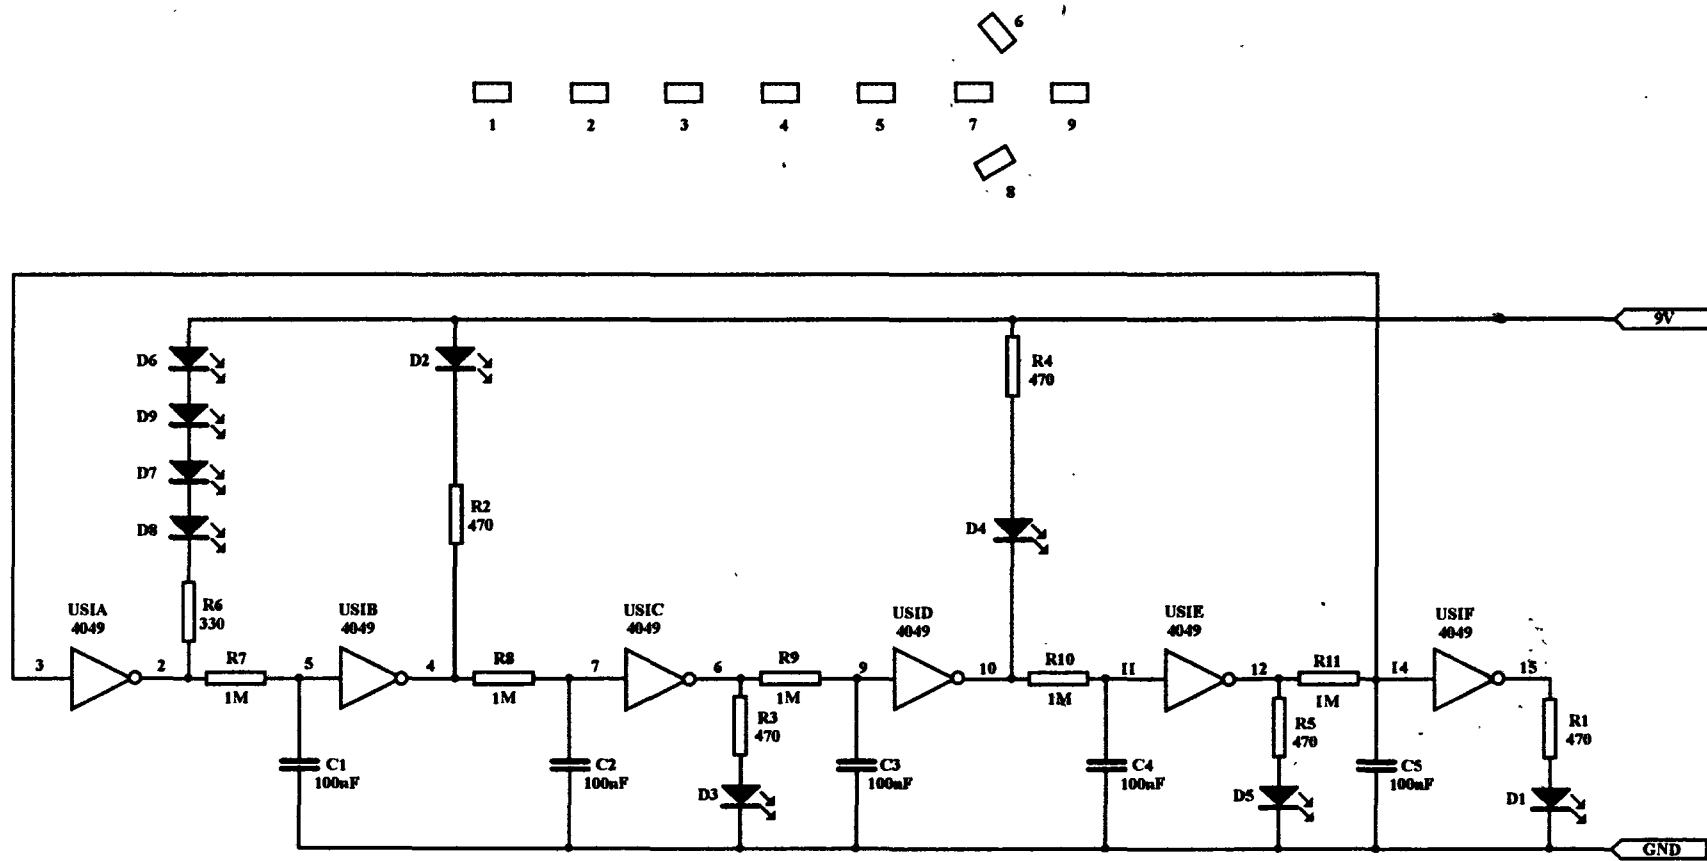 6
1 2 3 4 5 7 9
8
9V
D6
D2
R4
470
D9
D7
R2
470
D8
D4
USIA
4049
R6
330
USIB
4049
USIC
4049
USID
4049
USIE
4049
USIF
4049
3
2
R7
1M
5
4
R8
1M
7
6
R9
1M
9
10
R10
1M
11
12
R11
1M
14
15
R3
470
R5
470
R1
470
C1
100nF
C2
100nF
D3
C3
100nF
C4
100nF
D5
C5
100nF
D1
GND